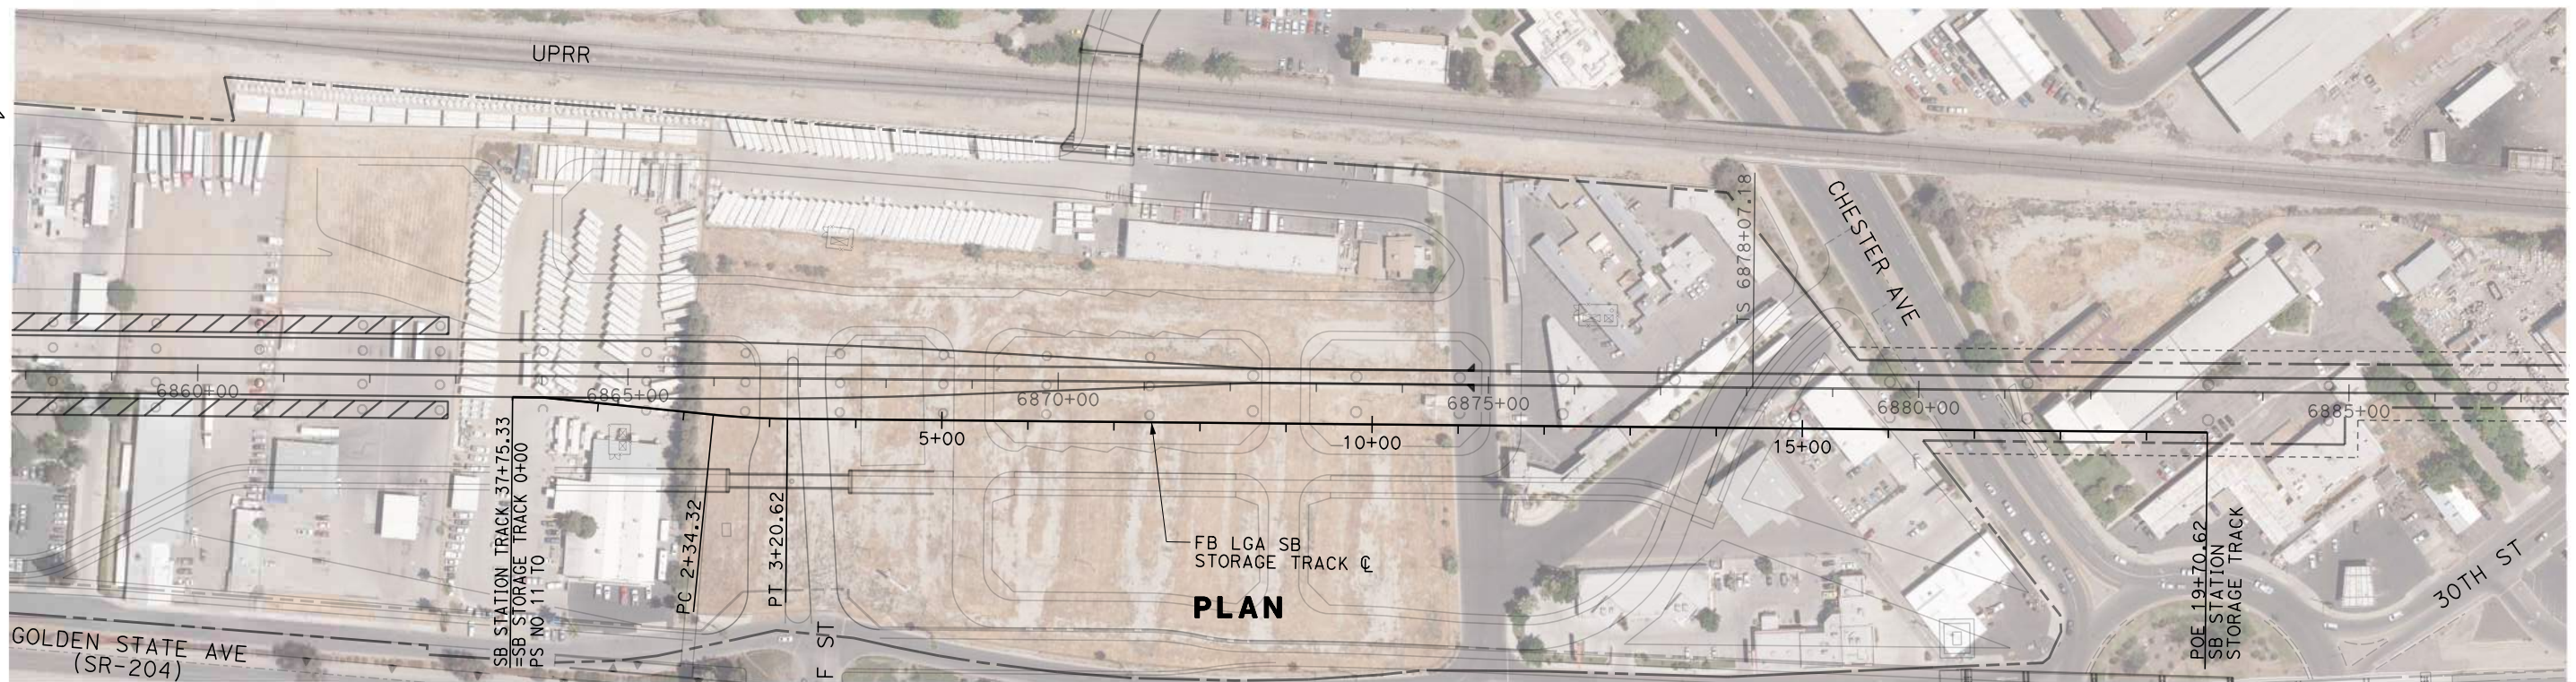 UPRR
CHESTER AVE
TS 6878+07.18
6860+00
6865+00
6870+00
6875+00
6880+00
6885+00
5+00
10+00
15+00
SB STATION TRACK 37+75.33
=SB STORAGE TRACK 0+00
PS NO. 11 TO
PC 2+34.32
PT 3+20.62
FB LGA SB
STORAGE TRACK ℄
PLAN
POE 19+70.62
SB STATION
STORAGE TRACK
30TH ST
F ST
GOLDEN STATE AVE
(SR-204)